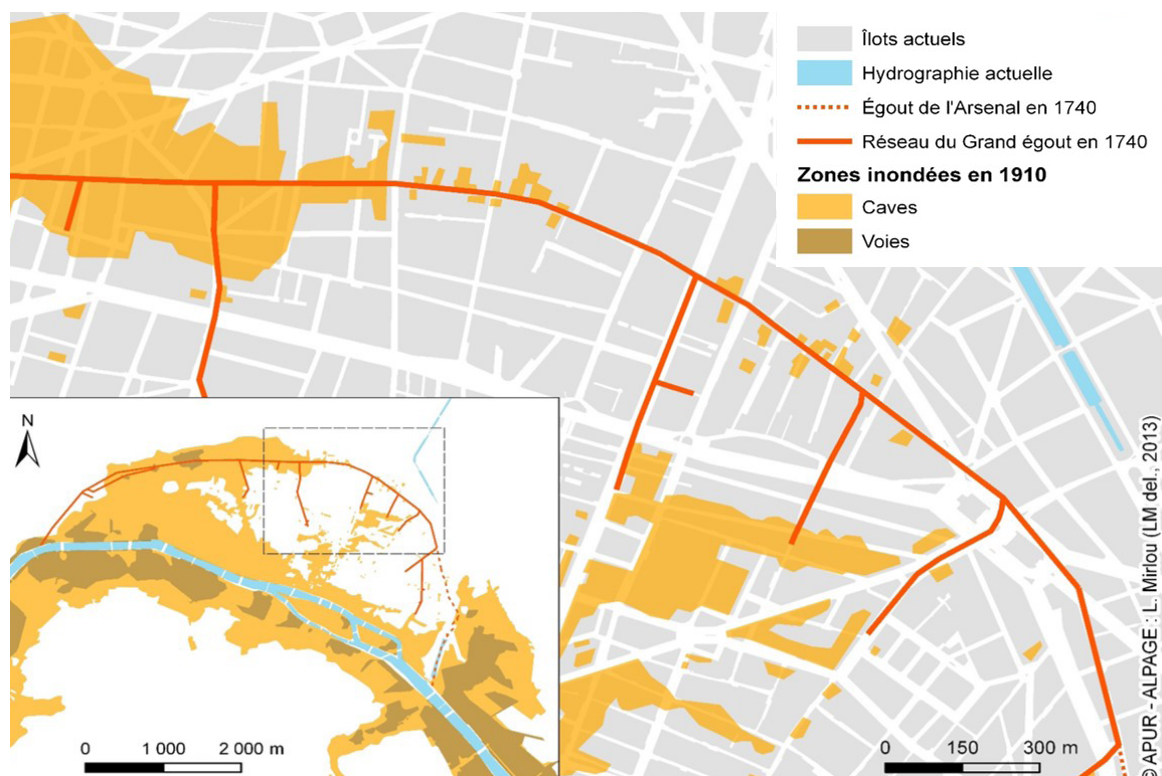 Îlots actuels
Hydrographie actuelle
Égout de l'Arsenal en 1740
Réseau du Grand égout en 1740
Zones inondées en 1910
Caves
Voies
N
0 1 000 2 000 m
0 150 300 m
© APUR - ALPAGE : L. Mirlou (LM del., 2013)